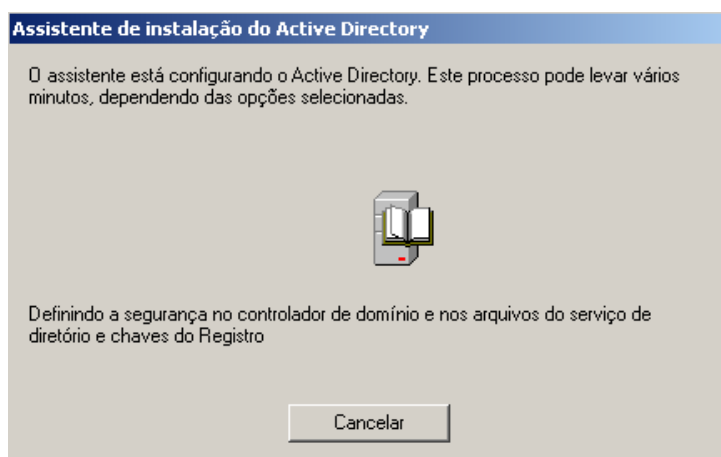 Assistente de instalação do Active Directory
O assistente está configurando o Active Directory. Este processo pode levar vários
minutos, dependendo das opções selecionadas.
Definindo a segurança no controlador de domínio e nos arquivos do serviço de
diretório e chaves do Registro
Cancelar